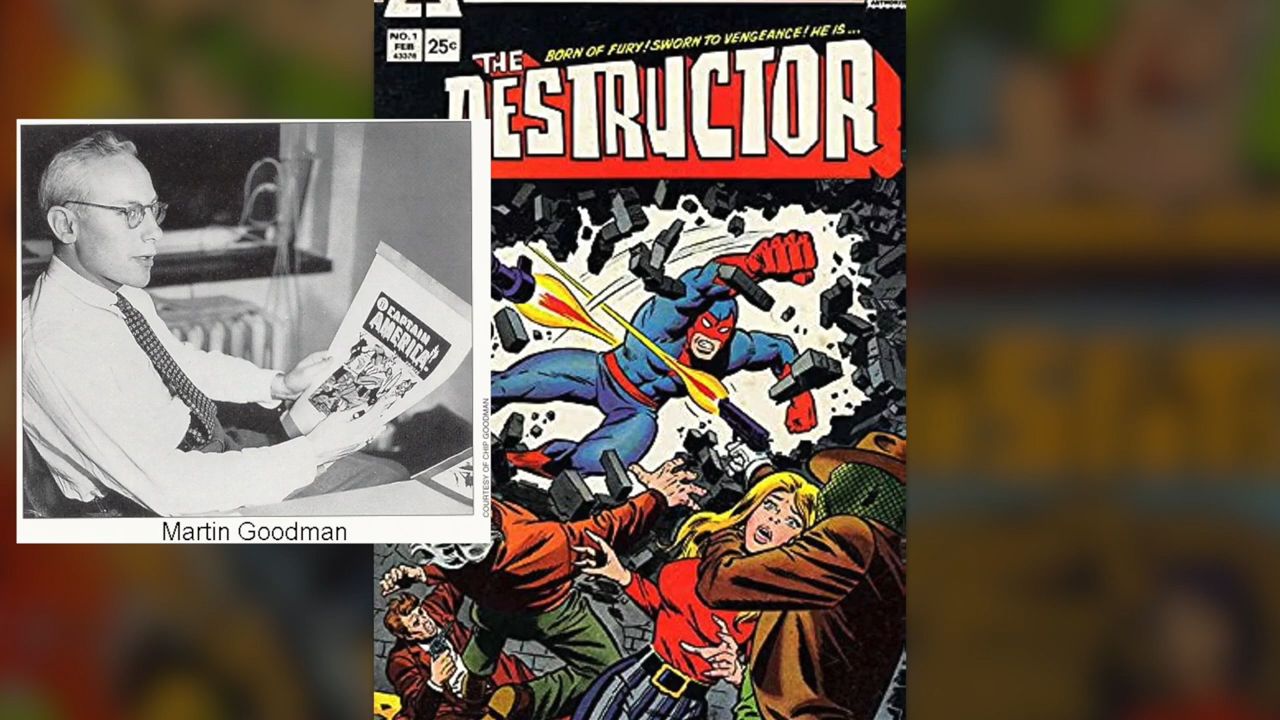 NO.1
FEB
43376
25¢
BORN OF FURY! SWORN TO VENGEANCE! HE IS...
THE
DESTRUCTOR
CAPTAIN
AMERICA!
COURTESY OF CHIP GOODMAN
Martin Goodman